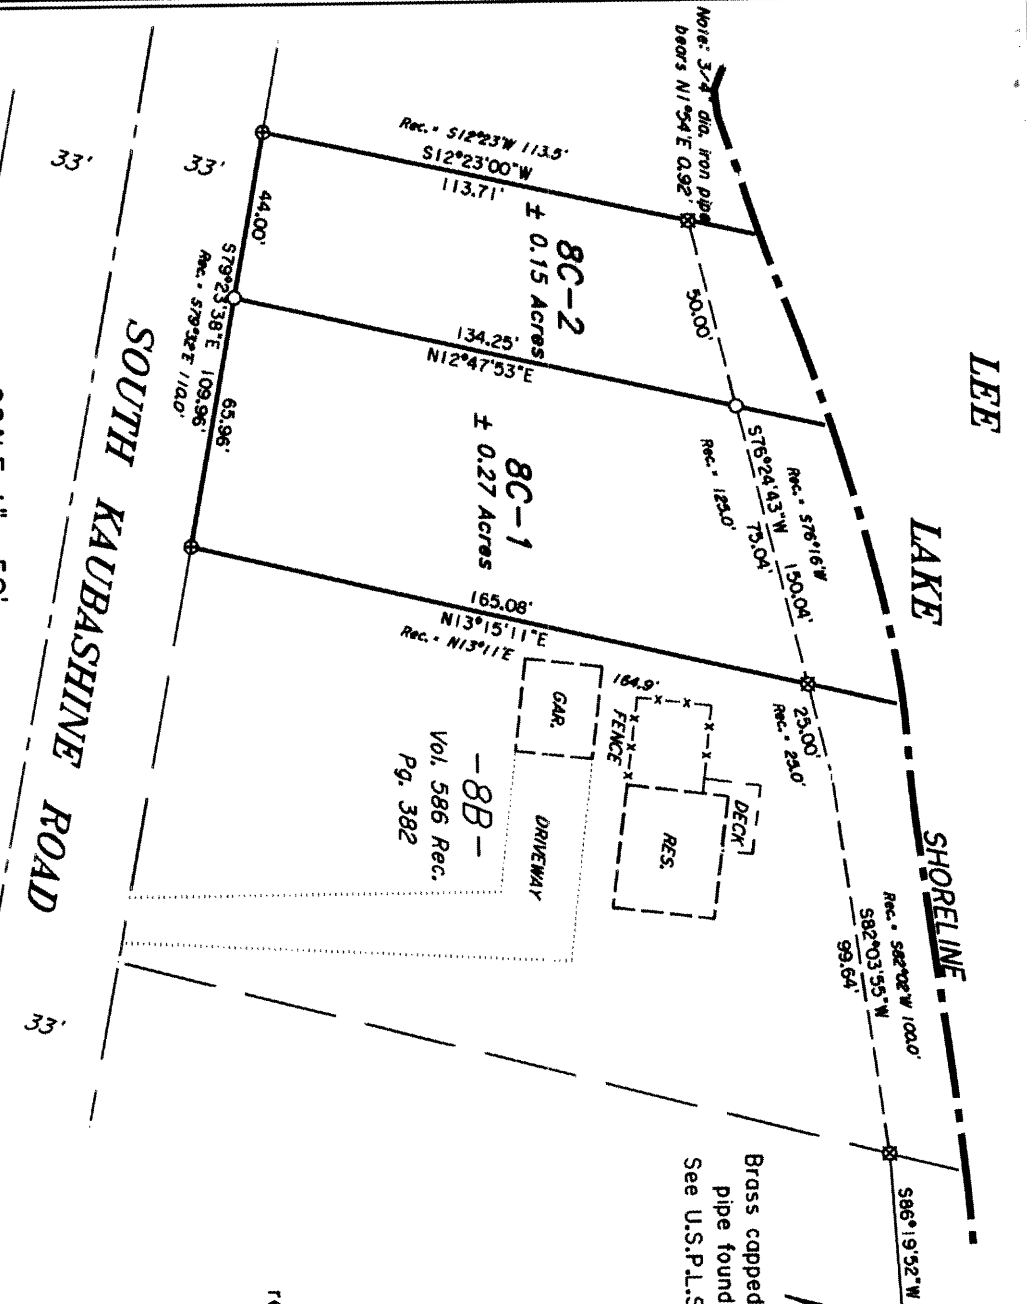 LEE
LAKE
SHORELINE
Note: 3/4" dia. iron pipe
bears N1°54'E 0.92'
Rec. = S12°23'W 113.5'
S12°23'00"W
113.71'
8C-2
± 0.15 Acres
50.00'
33'
33'
44.00'
S79°23'38"E 109.96'
Rec. = S79°32'E 110.0'
65.96'
134.25'
N12°47'53"E
8C-1
± 0.27 Acres
Rec. = S76°16'W
S76°24'43"W 150.04'
75.04'
Rec. = 125.0'
165.08'
N13°15'11"E
Rec. = N13°11'E
164.9'
25.00'
Rec. = 25.0'
GAR.
FENCE
DECK
RES.
DRIVEWAY
-8B-
Vol. 586 Rec.
Pg. 382
Rec. = S82°02'W 100.0'
S82°03'55"W
99.64'
SOUTH KAUBASHINE ROAD
33'
S86°19'52"W
Brass capped
pipe found
See U.S.P.L.S